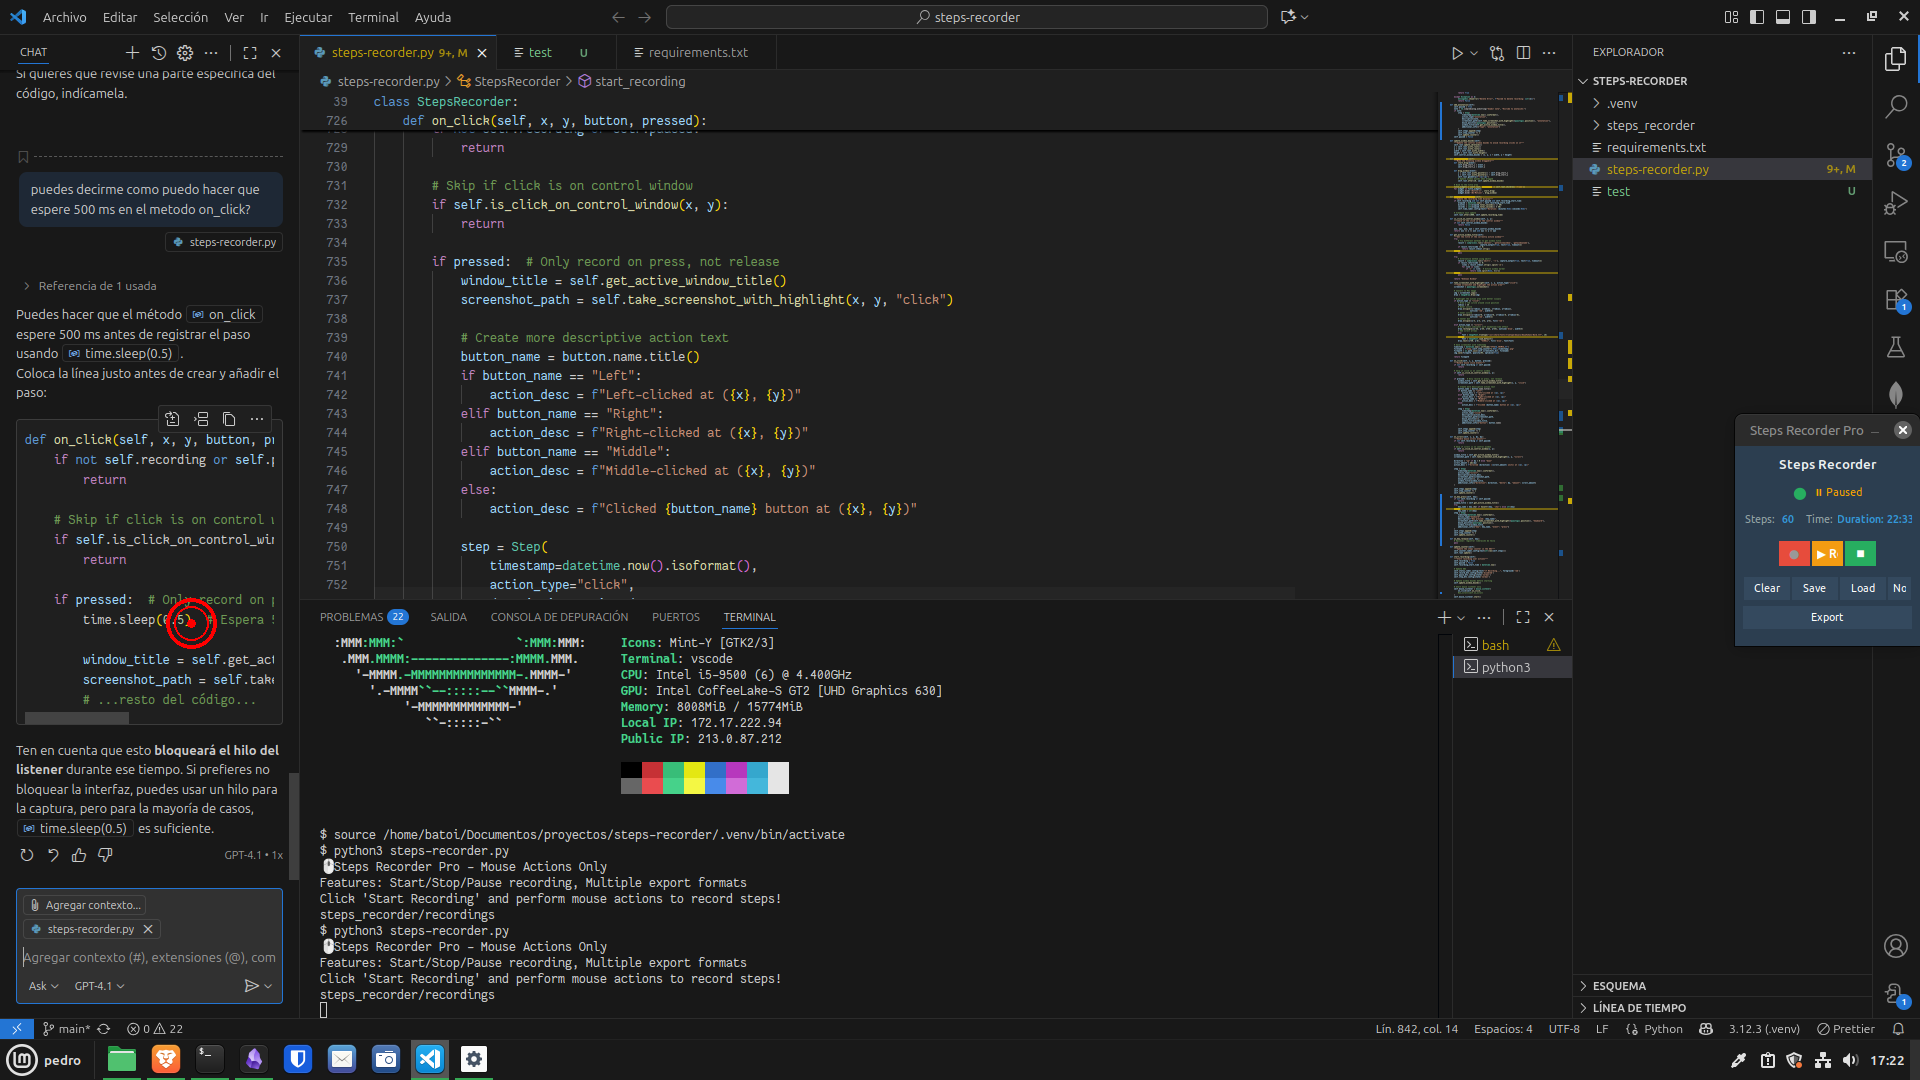 Archivo Editar Selección Ver Ir Ejecutar Terminal Ayuda
steps-recorder
CHAT
Si quieres que revise una parte específica del
código, indícamela.
puedes decirme como puedo hacer que
espere 500 ms en el metodo on_click?
steps-recorder.py
Referencia de 1 usada
Puedes hacer que el método on_click
espere 500 ms antes de registrar el paso
usando time.sleep(0.5) .
Coloca la línea justo antes de crear y añadir el
paso:
def on_click(self, x, y, button, pr
if not self.recording or self.p
return
# Skip if click is on control w
if self.is_click_on_control_win
return
if pressed: # Only record on p
time.sleep(0.5) # Espera 5
window_title = self.get_act
screenshot_path = self.take
# ...resto del código...
Ten en cuenta que esto bloqueará el hilo del
listener durante ese tiempo. Si prefieres no
bloquear la interfaz, puedes usar un hilo para
la captura, pero para la mayoría de casos,
time.sleep(0.5) es suficiente.
GPT-4.1 • 1x
Agregar contexto...
steps-recorder.py
Agregar contexto (#), extensiones (@), com
Ask GPT-4.1
steps-recorder.py 9+, M
test U
requirements.txt
steps-recorder.py > StepsRecorder > start_recording
39 class StepsRecorder:
726 def on_click(self, x, y, button, pressed):
729 return
730
731 # Skip if click is on control window
732 if self.is_click_on_control_window(x, y):
733 return
734
735 if pressed: # Only record on press, not release
736 window_title = self.get_active_window_title()
737 screenshot_path = self.take_screenshot_with_highlight(x, y, "click")
738
739 # Create more descriptive action text
740 button_name = button.name.title()
741 if button_name == "Left":
742 action_desc = f"Left-clicked at ({x}, {y})"
743 elif button_name == "Right":
744 action_desc = f"Right-clicked at ({x}, {y})"
745 elif button_name == "Middle":
746 action_desc = f"Middle-clicked at ({x}, {y})"
747 else:
748 action_desc = f"Clicked {button_name} button at ({x}, {y})"
749
750 step = Step(
751 timestamp=datetime.now().isoformat(),
752 action_type="click",
PROBLEMAS 22 SALIDA CONSOLA DE DEPURACIÓN PUERTOS TERMINAL
:MMM:MMM:` `:MMM:MMM: Icons: Mint-Y [GTK2/3]
.MMM.MMMM:--------------:MMMM.MMM. Terminal: vscode
'-MMMM.-MMMMMMMMMMMMMMM-.MMMM-' CPU: Intel i5-9500 (6) @ 4.400GHz
'.-MMMM``--:::::--``MMMM-.' GPU: Intel CoffeeLake-S GT2 [UHD Graphics 630]
'-MMMMMMMMMMMMM-' Memory: 8008MiB / 15774MiB
``-:::::-`` Local IP: 172.17.222.94
Public IP: 213.0.87.212
$ source /home/batoi/Documentos/proyectos/steps-recorder/.venv/bin/activate
$ python3 steps-recorder.py
Steps Recorder Pro - Mouse Actions Only
Features: Start/Stop/Pause recording, Multiple export formats
Click 'Start Recording' and perform mouse actions to record steps!
steps_recorder/recordings
$ python3 steps-recorder.py
Steps Recorder Pro - Mouse Actions Only
Features: Start/Stop/Pause recording, Multiple export formats
Click 'Start Recording' and perform mouse actions to record steps!
steps_recorder/recordings
bash
python3
EXPLORADOR
STEPS-RECORDER
.venv
steps_recorder
requirements.txt
steps-recorder.py 9+, M
test U
ESQUEMA
LÍNEA DE TIEMPO
2
1
1
Steps Recorder Pro
Steps Recorder
Paused
Steps: 60 Time: Duration: 22:33
R
Clear Save Load No
Export
main* 0 22
Lín. 842, col. 14 Espacios: 4 UTF-8 LF Python 3.12.3 (.venv) Prettier
pedro
17:22